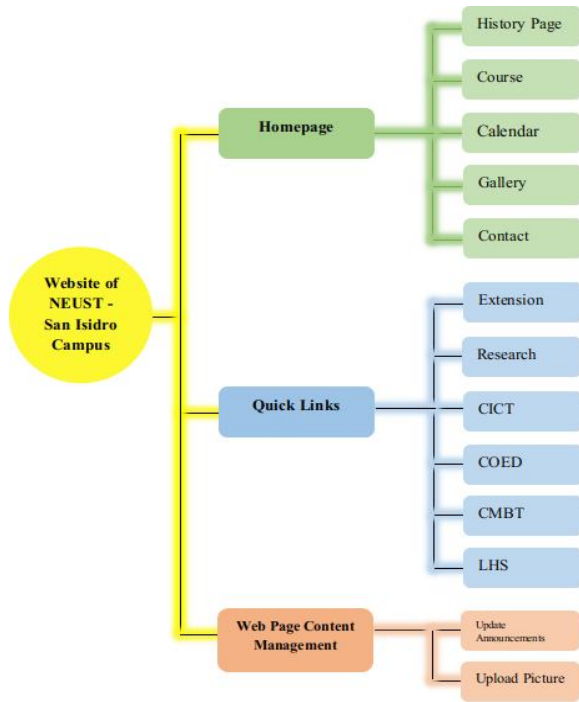 History Page
Course
Homepage
Calendar
Gallery
Contact
Website of
NEUST -
San Isidro
Campus
Extension
Research
Quick Links
CICT
COED
CMBT
LHS
Web Page Content
Management
Update
Announcements
Upload Picture